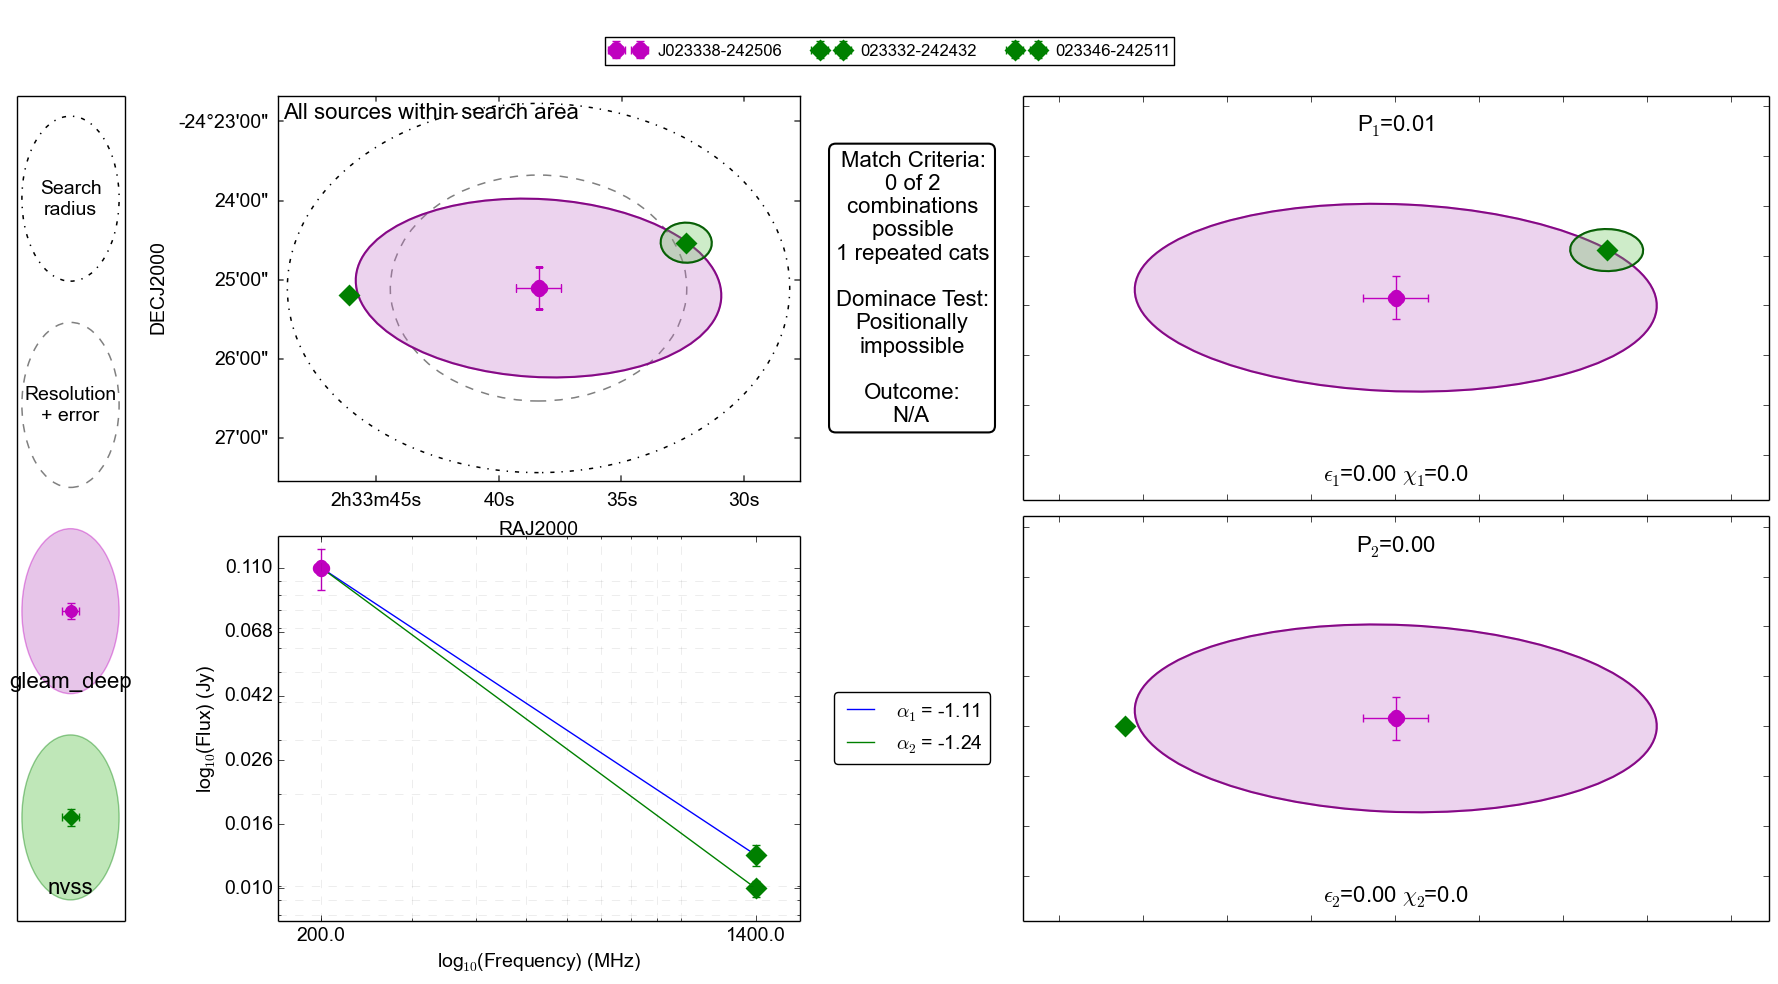 J023338-242506 023332-242432 023346-242511
Search
radius
Resolution
+ error
gleam_deep
nvss
All sources within search area
DECJ2000
-24°23'00"
24'00"
25'00"
26'00"
27'00"
2h33m45s 40s 35s 30s
RAJ2000
Match Criteria:
0 of 2
combinations
possible
1 repeated cats
Dominace Test:
Positionally
impossible
Outcome:
N/A
P₁=0.01
ϵ₁=0.00 χ₁=0.0
log₁₀(Flux) (Jy)
0.110
0.068
0.042
0.026
0.016
0.010
200.0 1400.0
log₁₀(Frequency) (MHz)
α₁ = -1.11
α₂ = -1.24
P₂=0.00
ϵ₂=0.00 χ₂=0.0